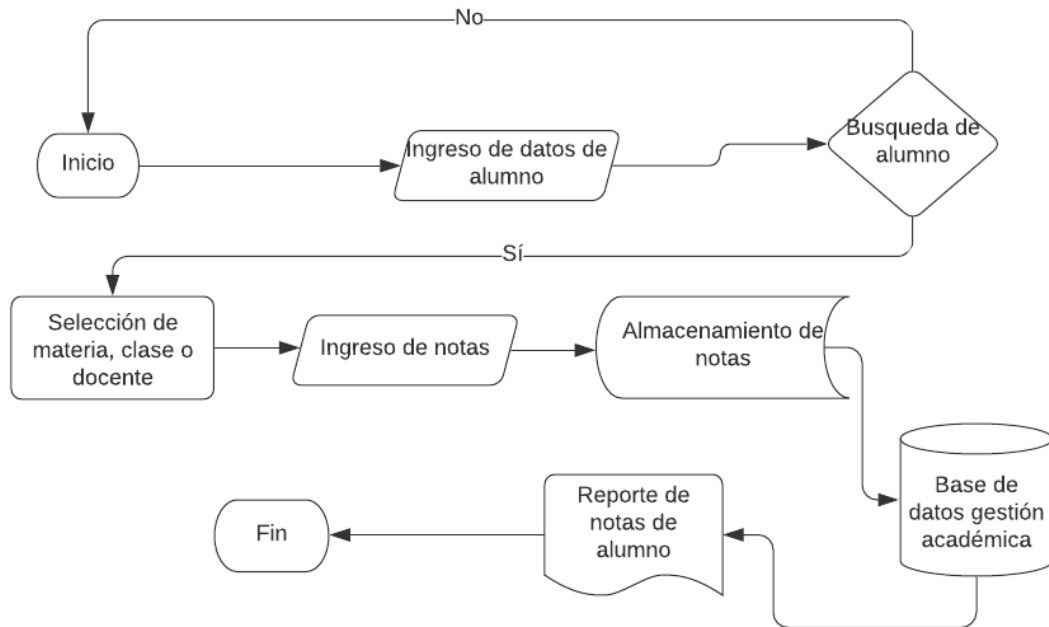 No
Inicio
Ingreso de datos de
alumno
Busqueda de
alumno
Sí
Selección de
materia, clase o
docente
Ingreso de notas
Almacenamiento de
notas
Base de
datos gestión
académica
Reporte de
notas de
alumno
Fin